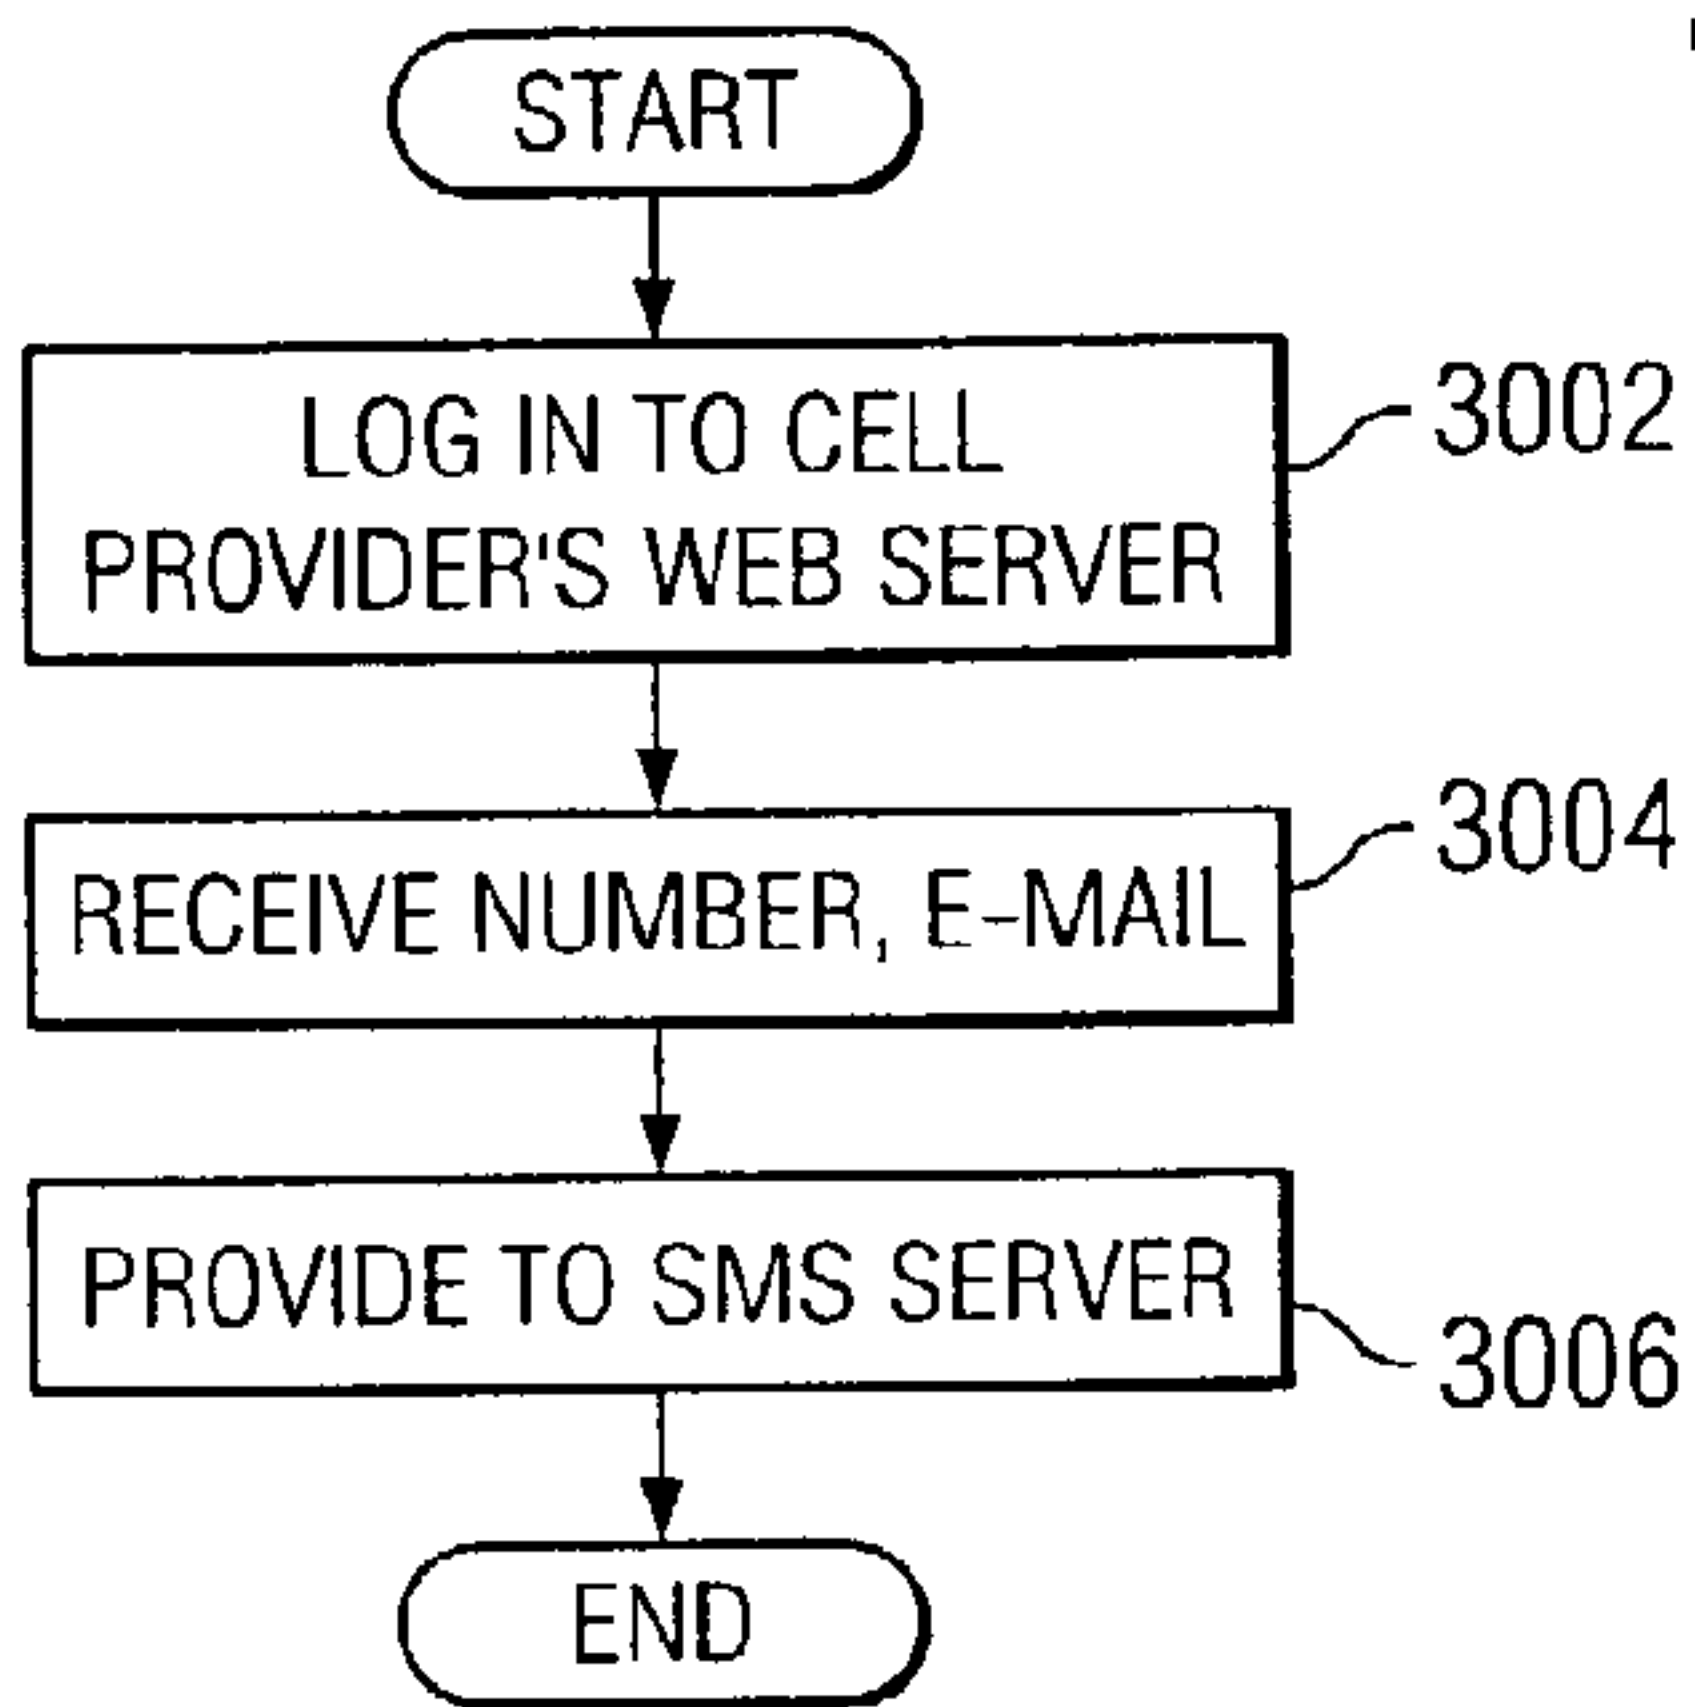 START
LOG IN TO CELL
PROVIDER'S WEB SERVER
3002
RECEIVE NUMBER, E-MAIL
3004
PROVIDE TO SMS SERVER
3006
END